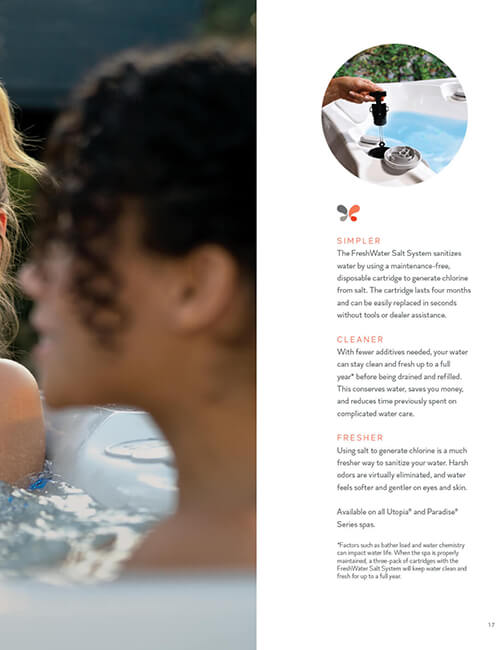 SIMPLER
The FreshWater Salt System sanitizes
water by using a maintenance-free,
disposable cartridge to generate chlorine
from salt. The cartridge lasts four months
and can be easily replaced in seconds
without tools or dealer assistance.
CLEANER
With fewer additives needed, your water
can stay clean and fresh up to a full
year* before being drained and refilled.
This conserves water, saves you money,
and reduces time previously spent on
complicated water care.
FRESHER
Using salt to generate chlorine is a much
fresher way to sanitize your water. Harsh
odors are virtually eliminated, and water
feels softer and gentler on eyes and skin.
Available on all Utopia® and Paradise®
Series spas.
*Factors such as bather load and water chemistry
can impact water life. When the spa is properly
maintained, a three-pack of cartridges with the
FreshWater Salt System will keep water clean and
fresh for up to a full year.
17